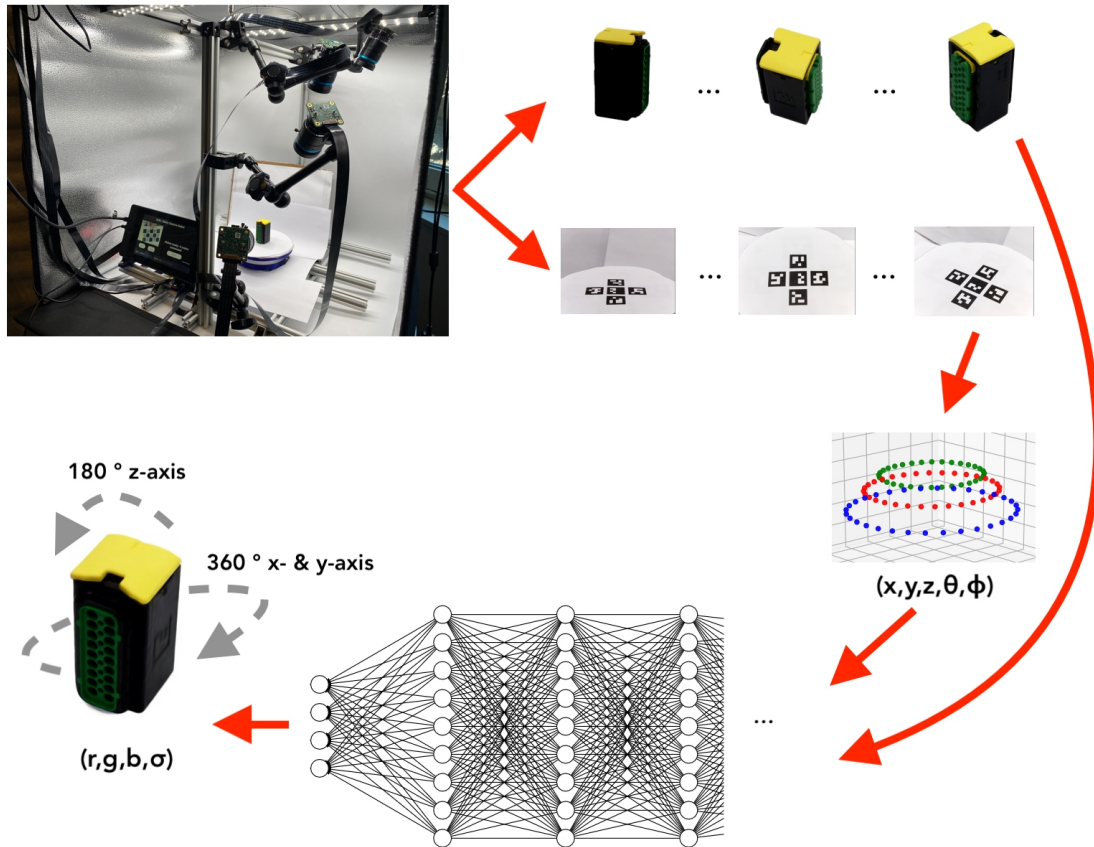 ... ...
... ...
180 ° z-axis
360 ° x- & y-axis
(x,y,z,θ,ϕ)
...
(r,g,b,σ)